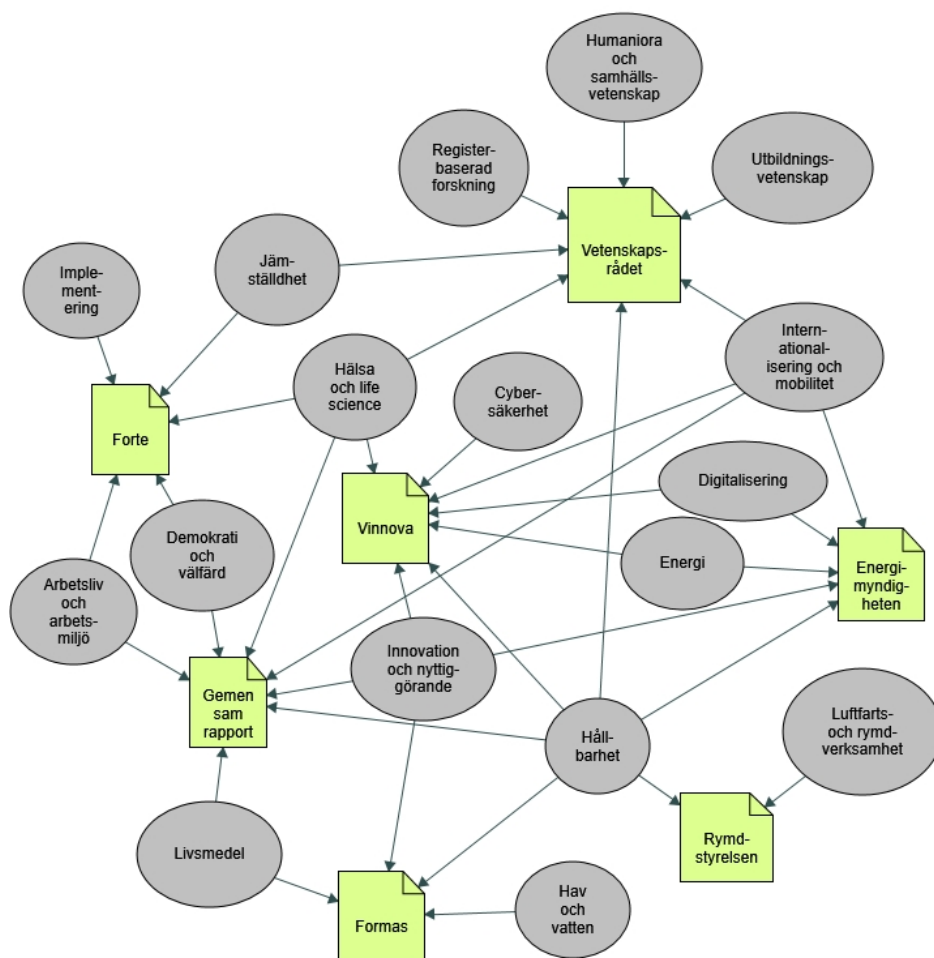 Humaniora
och
samhälls-
vetenskap
Register-
baserad
forskning
Utbildnings-
vetenskap
Vetenskaps-
rådet
Jäm-
ställdhet
Imple-
ment-
ering
Intern-
ational-
isering och
mobilitet
Hälsa
och life
science
Cyber-
säkerhet
Forte
Digitalisering
Vinnova
Demokrati
och
välfärd
Energi
Energi-
myndig-
heten
Arbetsliv
och
arbets-
miljö
Innovation
och nyttig-
görande
Gemen
sam
rapport
Håll-
barhet
Luftfarts-
och rymd-
verksamhet
Rymd-
styrelsen
Livsmedel
Formas
Hav
och
vatten